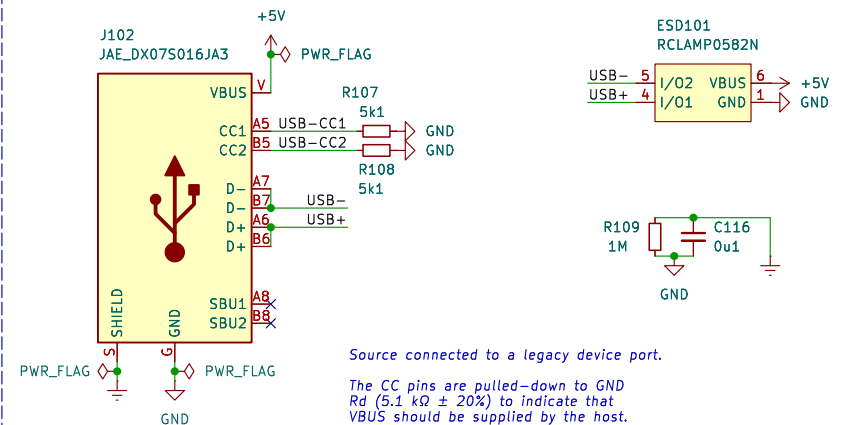 +5V
J102
JAE_DX07S016JA3
PWR_FLAG
V
VBUS
R107
5k1
CC1
A5
USB-CC1
GND
CC2
B5
USB-CC2
GND
R108
5k1
D-
A7
D-
B7
USB-
D+
A6
USB+
D+
B6
SBU1
A8
SBU2
B8
SHIELD
GND
S
G
PWR_FLAG
PWR_FLAG
GND
ESD101
RCLAMP0582N
USB-
5
I/O2
VBUS
6
+5V
USB+
4
I/O1
GND
1
GND
R109
1M
C116
0u1
GND
Source connected to a legacy device port.
The CC pins are pulled-down to GND
Rd (5.1 kΩ ± 20%) to indicate that
VBUS should be supplied by the host.